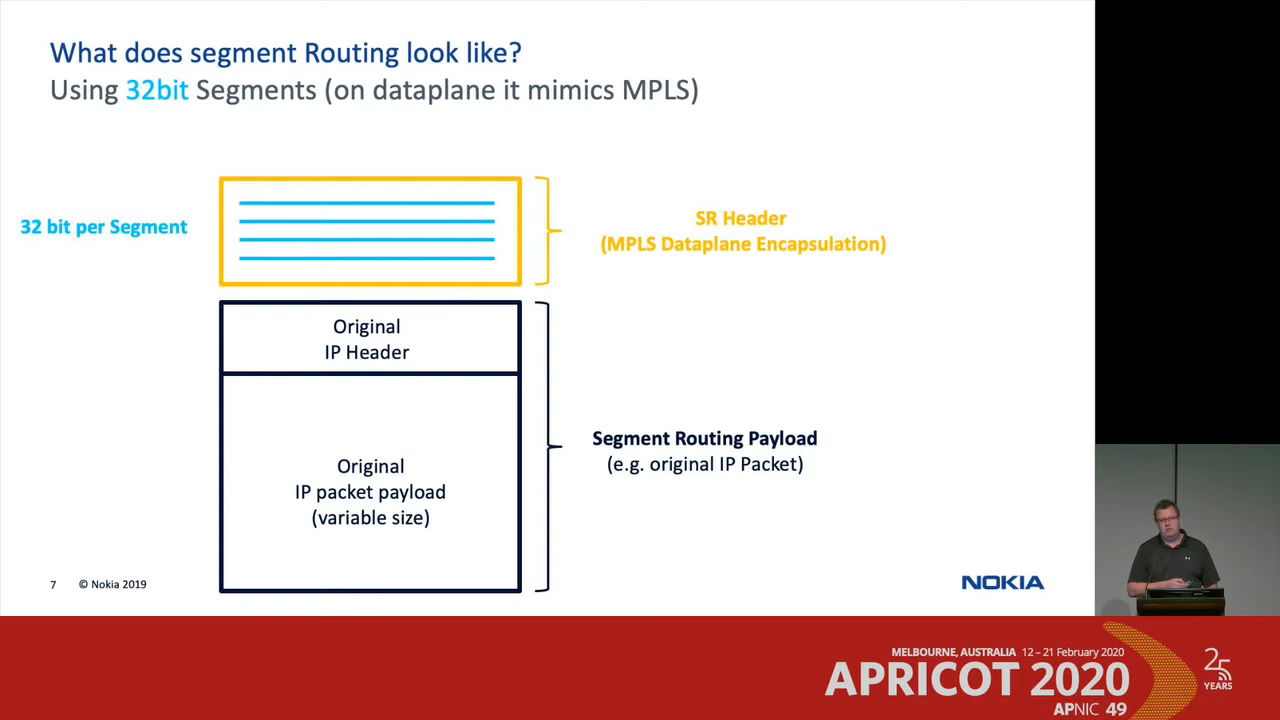 What does segment Routing look like?
Using 32bit Segments (on dataplane it mimics MPLS)
32 bit per Segment
SR Header
(MPLS Dataplane Encapsulation)
Original
IP Header
Original
IP packet payload
(variable size)
Segment Routing Payload
(e.g. original IP Packet)
7
© Nokia 2019
NOKIA
MELBOURNE, AUSTRALIA 12 – 21 February 2020
APRICOT 2020
APNIC 49
25
YEARS